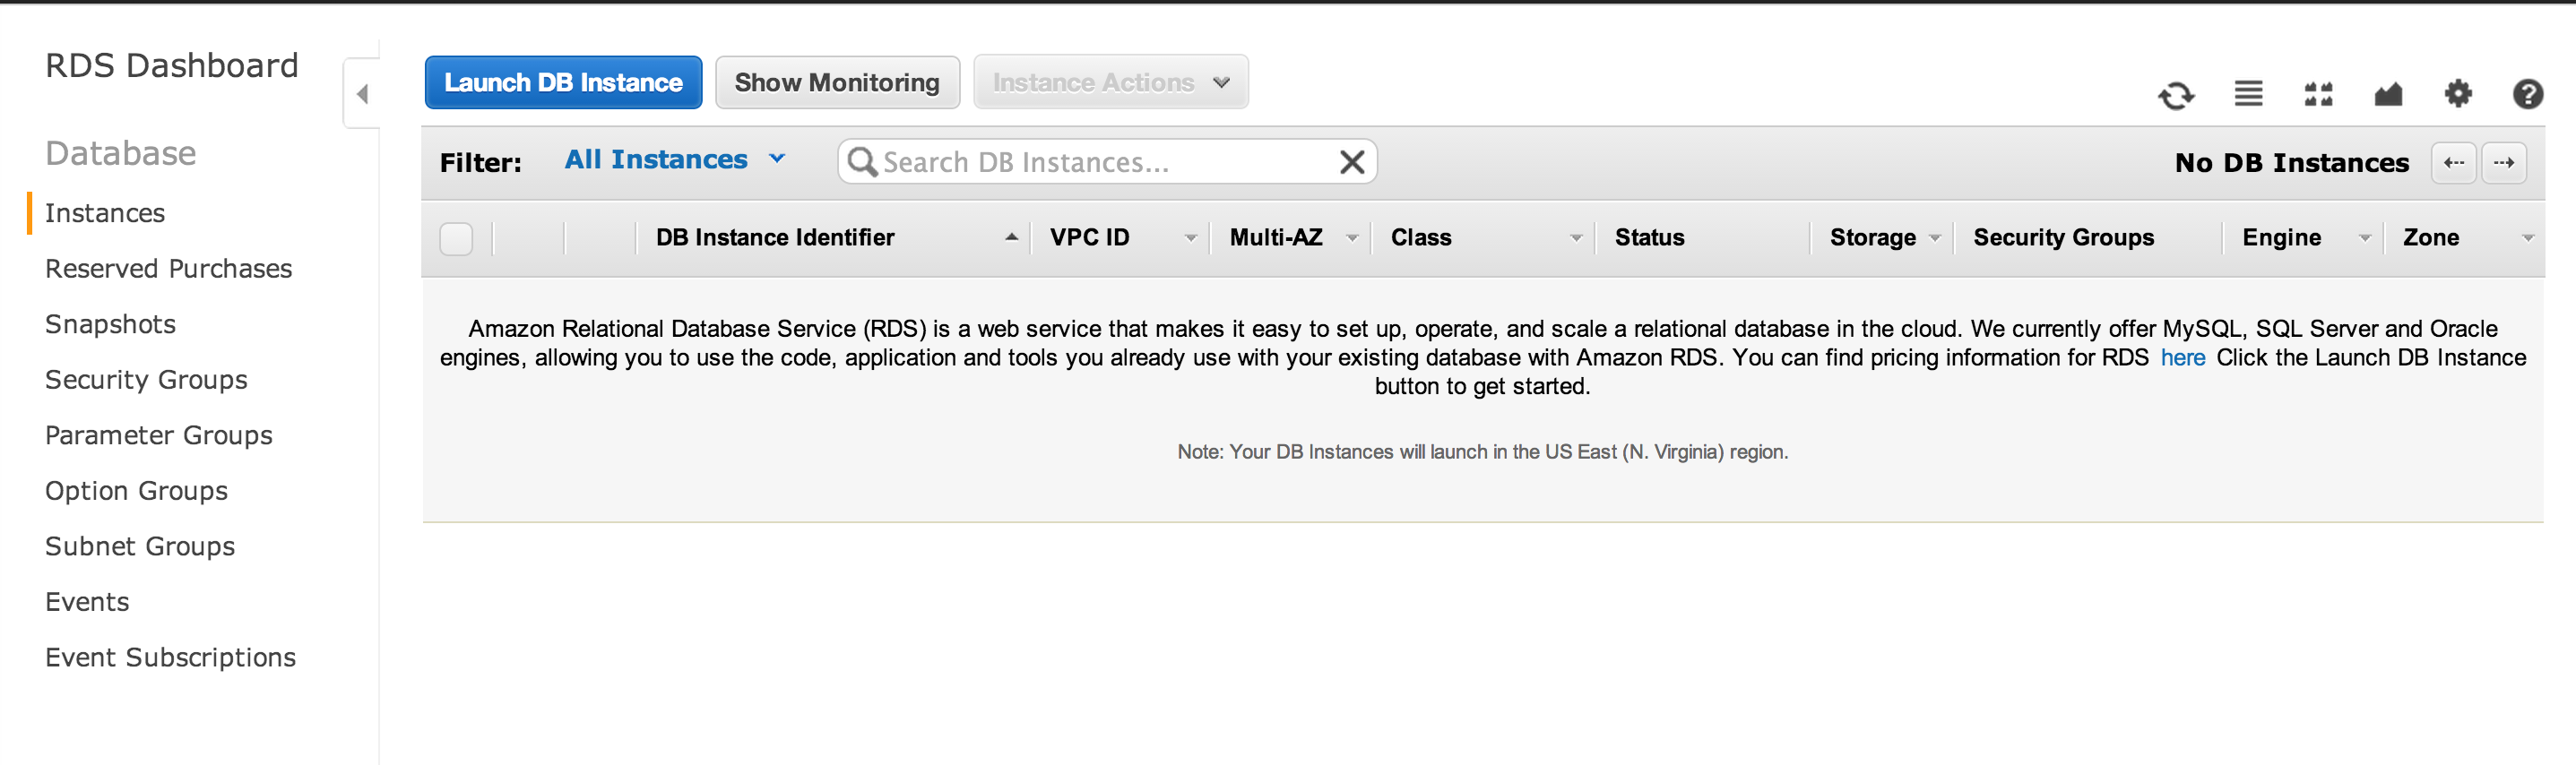 RDS Dashboard
Database
Instances
Reserved Purchases
Snapshots
Security Groups
Parameter Groups
Option Groups
Subnet Groups
Events
Event Subscriptions
Launch DB Instance Show Monitoring Instance Actions
Filter: All Instances Search DB Instances... No DB Instances
DB Instance Identifier VPC ID Multi-AZ Class Status Storage Security Groups Engine Zone
Amazon Relational Database Service (RDS) is a web service that makes it easy to set up, operate, and scale a relational database in the cloud. We currently offer MySQL, SQL Server and Oracle
engines, allowing you to use the code, application and tools you already use with your existing database with Amazon RDS. You can find pricing information for RDS here Click the Launch DB Instance
button to get started.
Note: Your DB Instances will launch in the US East (N. Virginia) region.